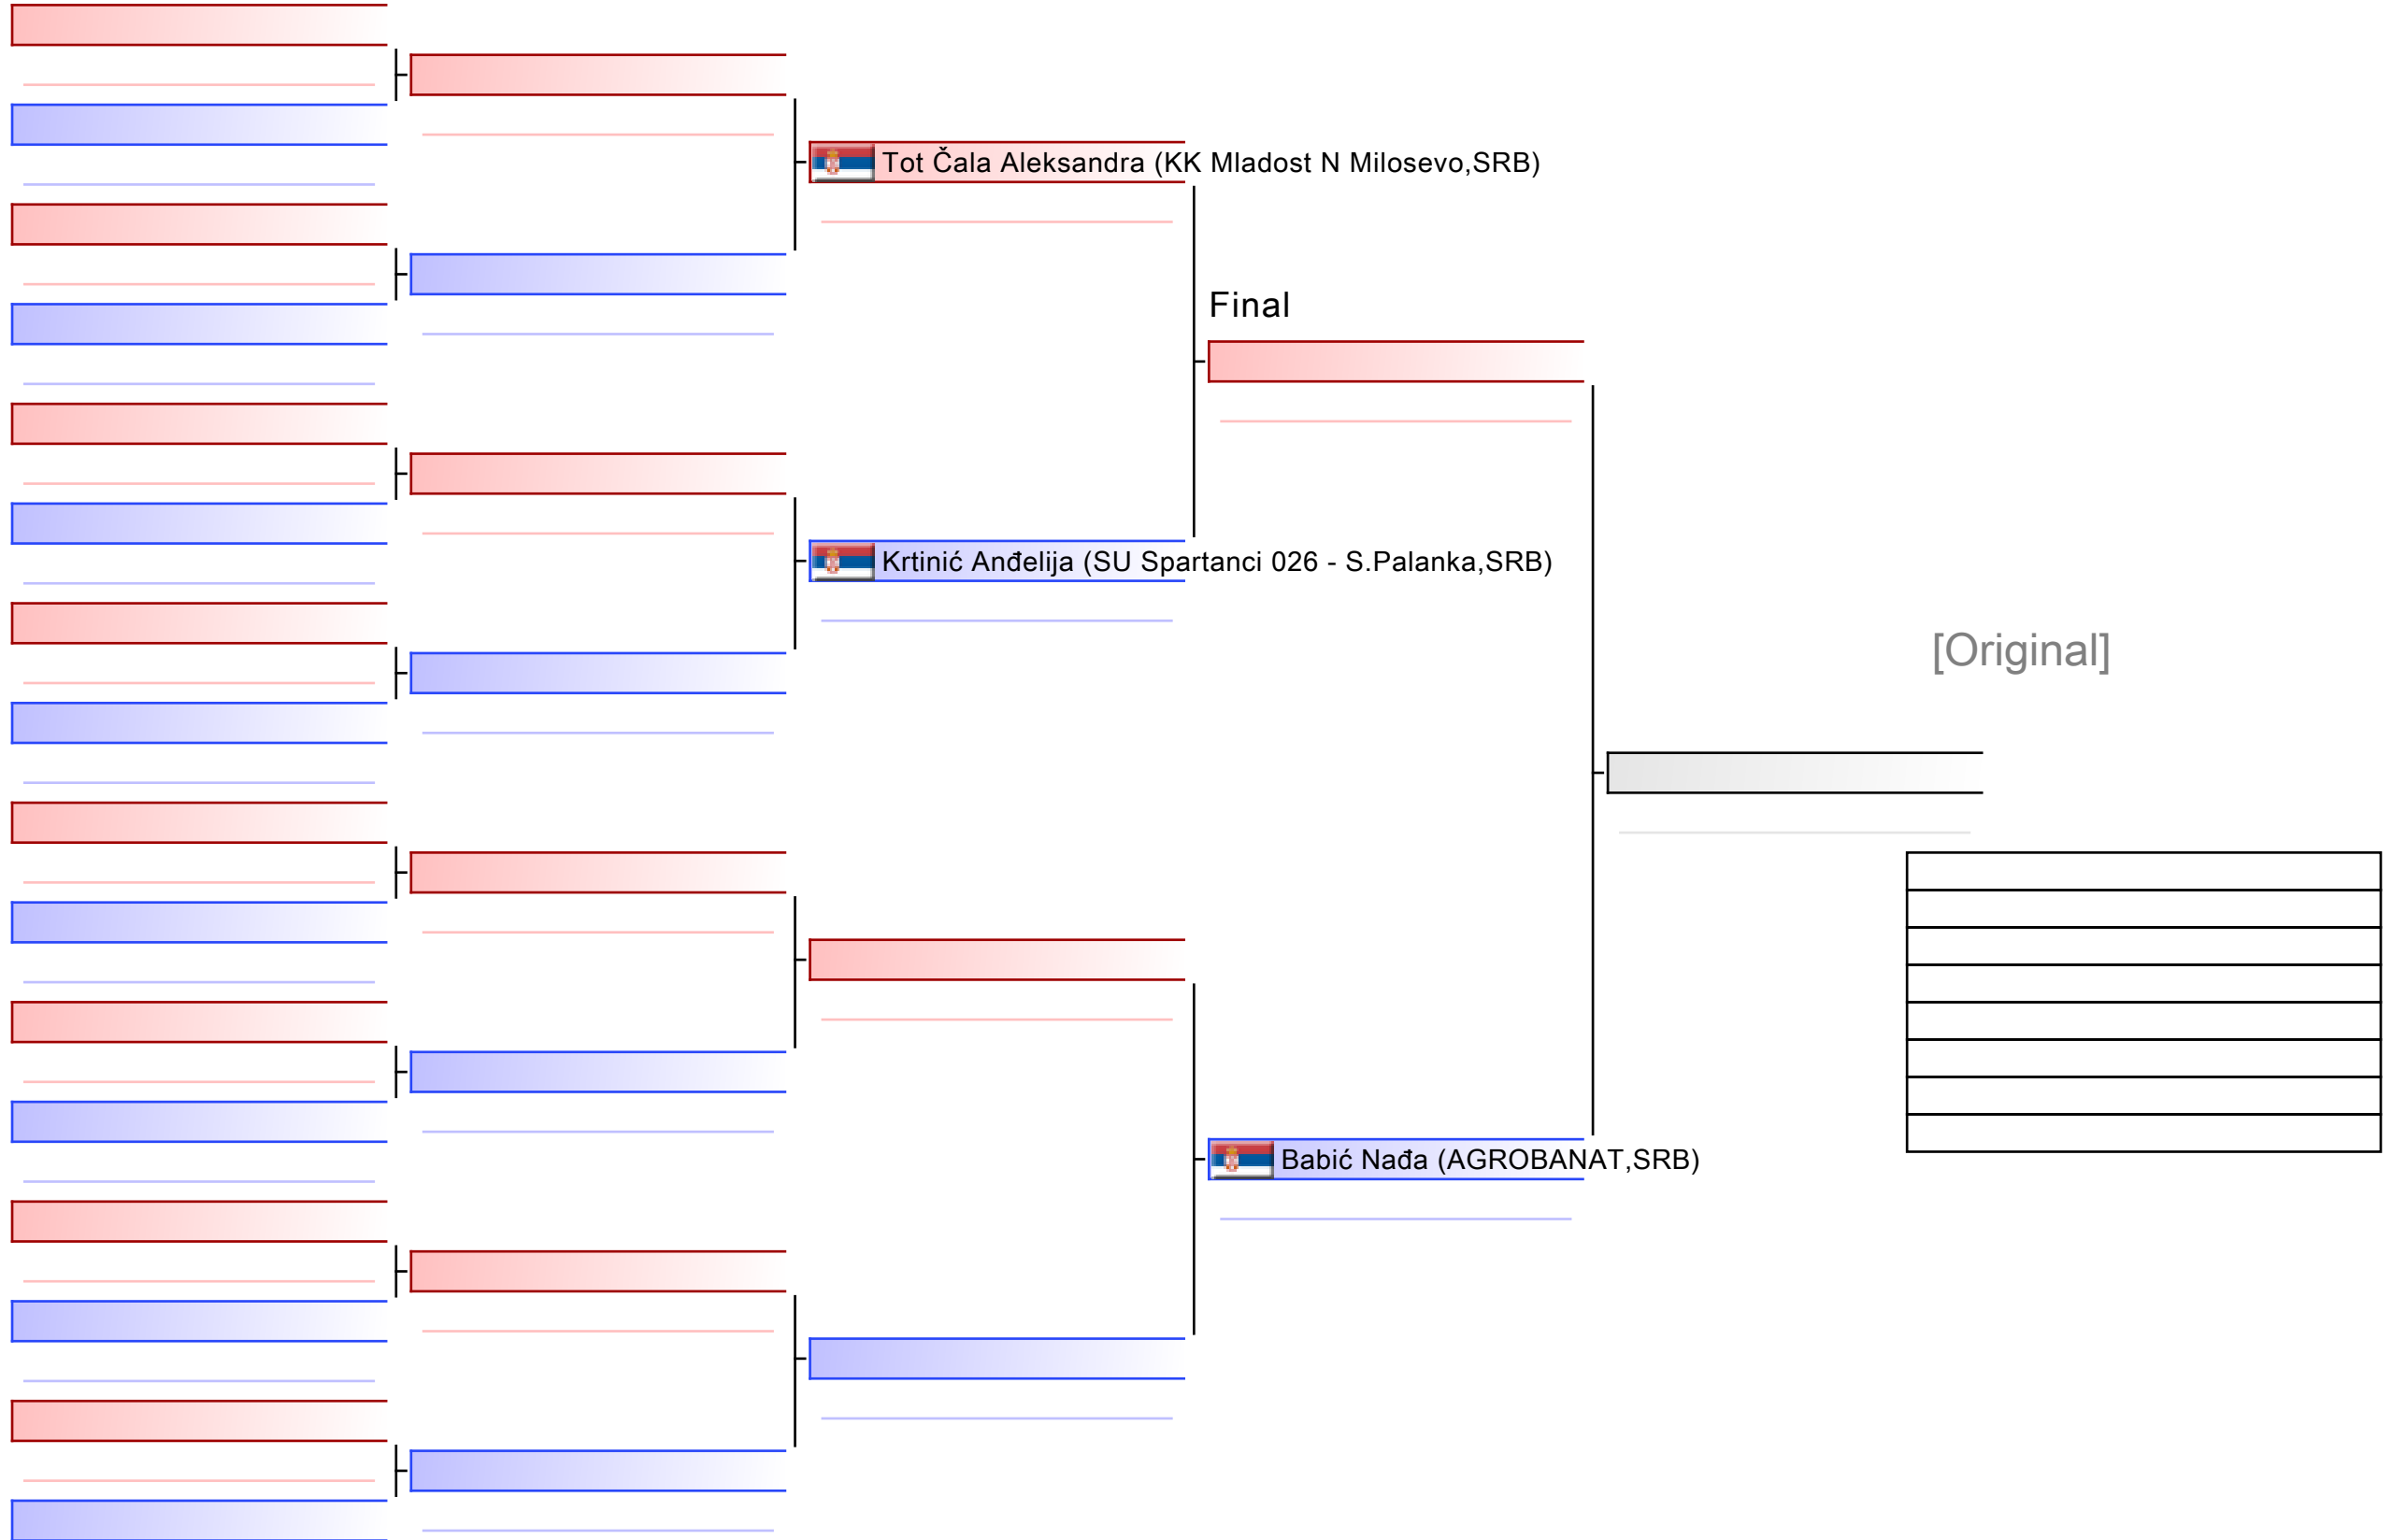 Tot Čala Aleksandra (KK Mladost N Milosevo,SRB)
Final
Krtinić Anđelija (SU Spartanci 026 - S.Palanka,SRB)
[Original]
Babić Nađa (AGROBANAT,SRB)